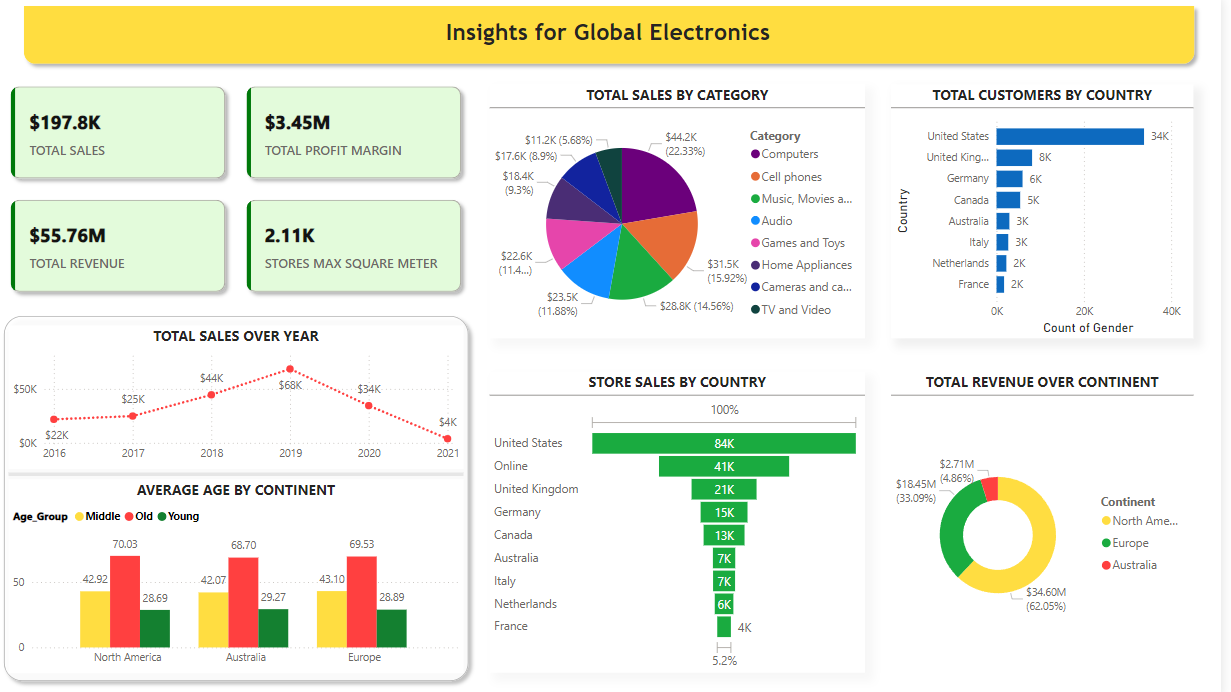 Insights for Global Electronics
$197.8K
TOTAL SALES
$3.45M
TOTAL PROFIT MARGIN
$55.76M
TOTAL REVENUE
2.11K
STORES MAX SQUARE METER
TOTAL SALES OVER YEAR
$50K
$0K
$22K
$25K
$44K
$68K
$34K
$4K
2016
2017
2018
2019
2020
2021
AVERAGE AGE BY CONTINENT
Age_Group Middle Old Young
50
0
42.92
70.03
28.69
42.07
68.70
29.27
43.10
69.53
28.89
North America
Australia
Europe
TOTAL SALES BY CATEGORY
$44.2K
(22.33%)
$31.5K
(15.92%)
$28.8K (14.56%)
$23.5K
(11.88%)
$22.6K
(11.4...)
$18.4K
(9.3%)
$17.6K (8.9%)
$11.2K (5.68%)
Category
Computers
Cell phones
Music, Movies a...
Audio
Games and Toys
Home Appliances
Cameras and ca...
TV and Video
TOTAL CUSTOMERS BY COUNTRY
Country
United States 34K
United King... 8K
Germany 6K
Canada 5K
Australia 3K
Italy 3K
Netherlands 2K
France 2K
0K
20K
40K
Count of Gender
STORE SALES BY COUNTRY
100%
United States 84K
Online 41K
United Kingdom 21K
Germany 15K
Canada 13K
Australia 7K
Italy 7K
Netherlands 6K
France 4K
5.2%
TOTAL REVENUE OVER CONTINENT
$2.71M
(4.86%)
$18.45M
(33.09%)
$34.60M
(62.05%)
Continent
North Ame...
Europe
Australia